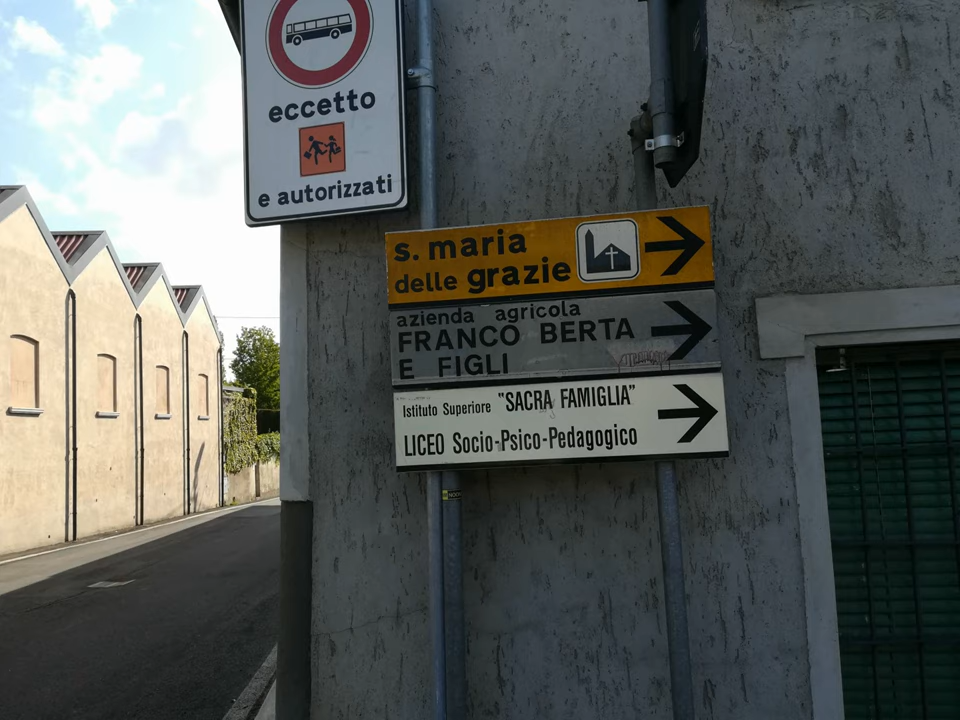 eccetto
e autorizzati
s. maria
delle grazie
azienda agricola
FRANCO BERTA
E FIGLI
Istituto Superiore "SACRA FAMIGLIA"
LICEO Socio-Psico-Pedagogico